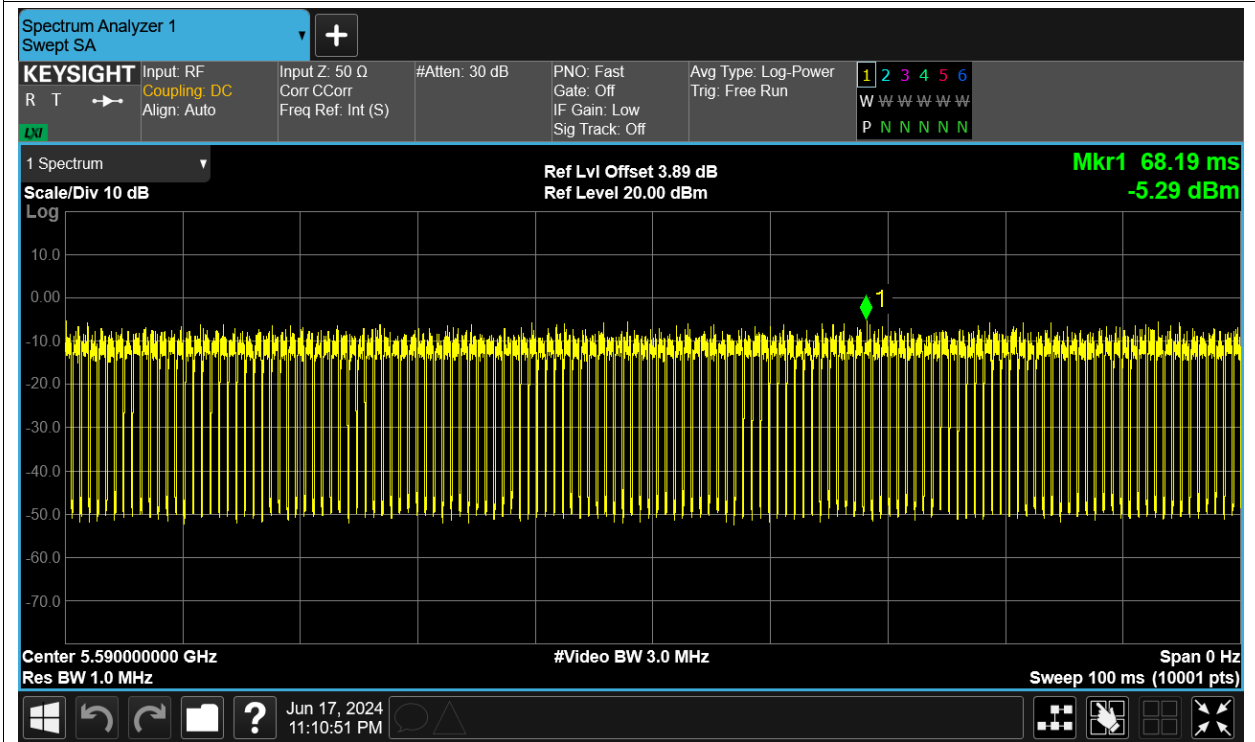 Spectrum Analyzer 1
Swept SA
KEYSIGHT
R T
LXI
Input: RF
Coupling: DC
Align: Auto
Input Z: 50 Ω
Corr CCorr
Freq Ref: Int (S)
#Atten: 30 dB
PNO: Fast
Gate: Off
IF Gain: Low
Sig Track: Off
Avg Type: Log-Power
Trig: Free Run
1 2 3 4 5 6
W W W W W W
P N N N N N
1 Spectrum
Scale/Div 10 dB
Ref Lvl Offset 3.89 dB
Ref Level 20.00 dBm
Mkr1 68.19 ms
-5.29 dBm
Log
10.0
0.00
-10.0
-20.0
-30.0
-40.0
-50.0
-60.0
-70.0
1
Center 5.590000000 GHz
Res BW 1.0 MHz
#Video BW 3.0 MHz
Span 0 Hz
Sweep 100 ms (10001 pts)
?
Jun 17, 2024
11:10:51 PM